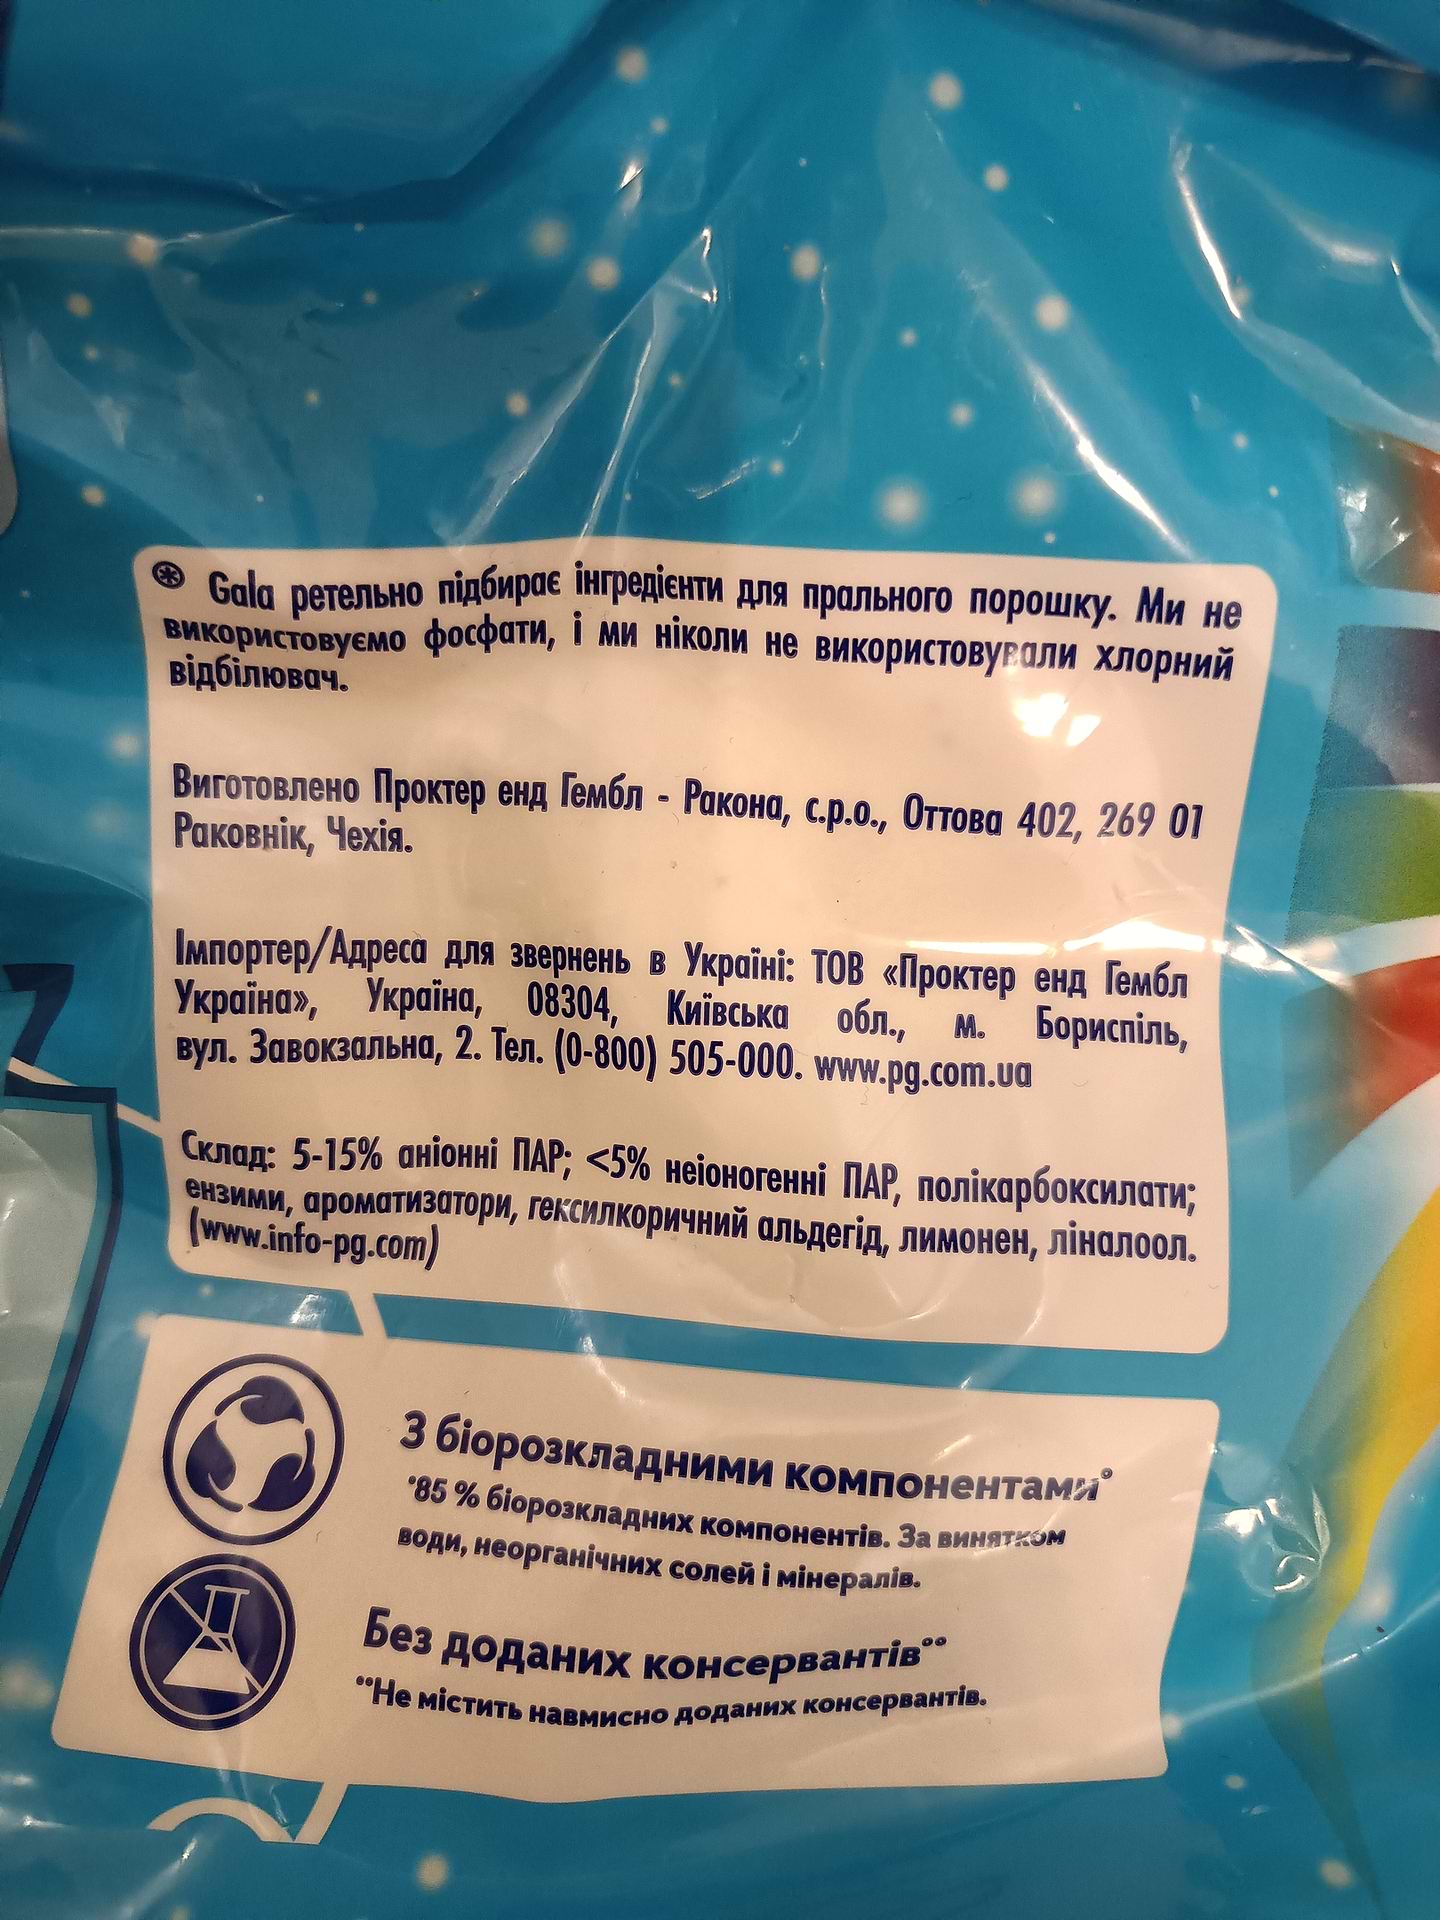 ® Gala ретельно підбирає інгредієнти для прального порошку. Ми не
використовуємо фосфати, і ми ніколи не використовували хлорний
відбілювач.
Виготовлено Проктер енд Гембл - Ракона, с.р.о., Оттова 402, 269 01
Раковнік, Чехія.
Імпортер/Адреса для звернень в Україні: ТОВ «Проктер енд Гембл
Україна», Україна, 08304, Київська обл., м. Бориспіль,
вул. Завокзальна, 2. Тел. (0-800) 505-000. www.pg.com.ua
Склад: 5-15% аніонні ПАР; <5% неіоногенні ПАР, полікарбоксилати;
ензими, ароматизатори, гексилкоричний альдегід, лимонен, ліналоол.
(www.info-pg.com)
З біорозкладними компонентами°
°85 % біорозкладних компонентів. За винятком
води, неорганічних солей і мінералів.
Без доданих консервантів°°
°°Не містить навмисно доданих консервантів.